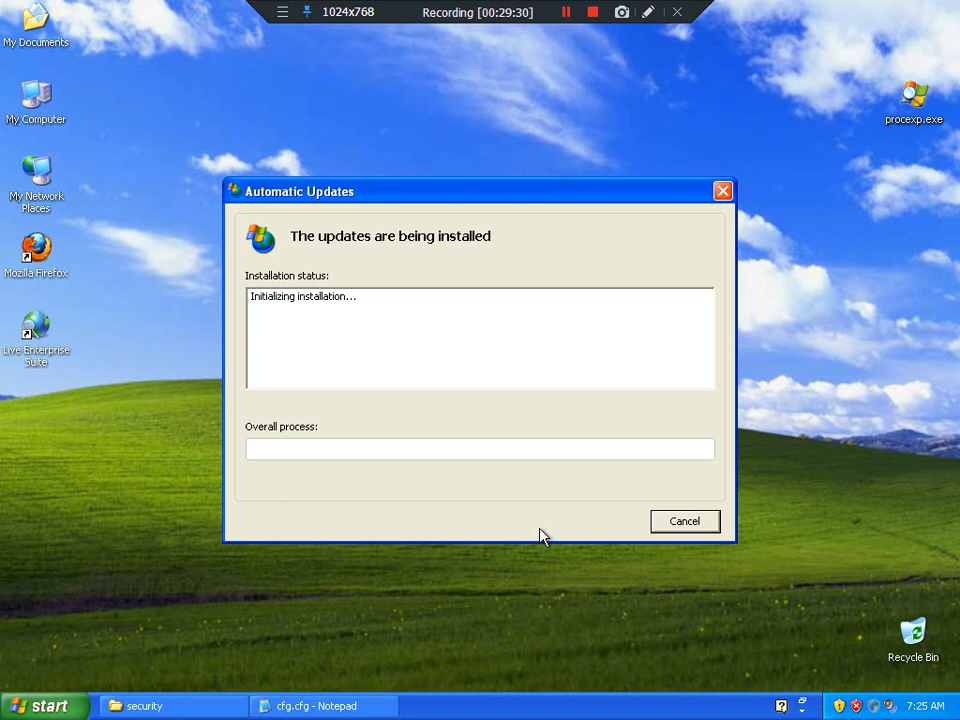 1024x768
Recording [00:29:30]
My Documents
My Computer
procexp.exe
My Network
Places
Mozilla Firefox
Live Enterprise
Suite
Automatic Updates
The updates are being installed
Installation status:
Initializing installation...
Overall process:
Cancel
Recycle Bin
start
security
cfg.cfg - Notepad
7:25 AM